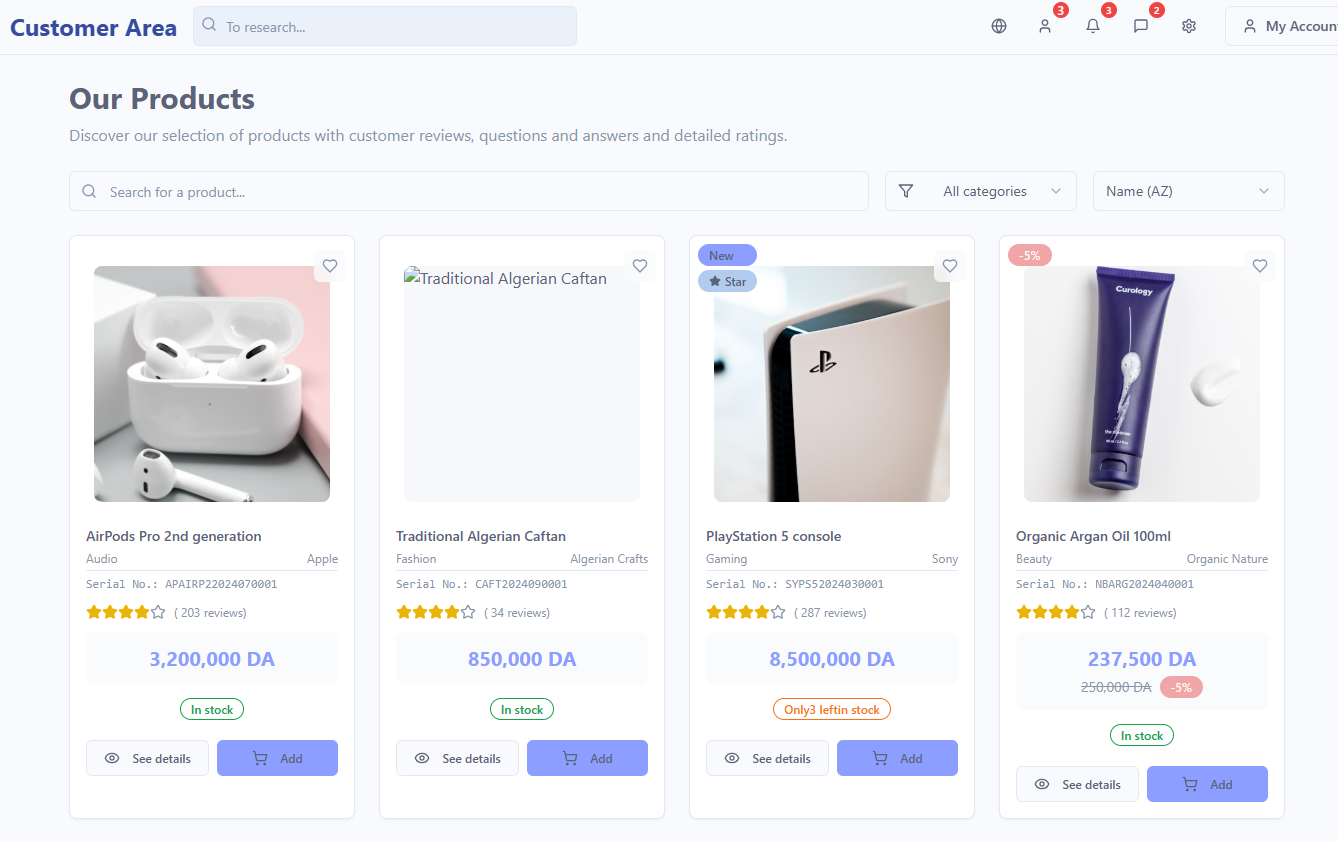 Customer Area
To research...
3
3
2
My Accoun
Our Products
Discover our selection of products with customer reviews, questions and answers and detailed ratings.
Search for a product...
All categories
Name (AZ)
AirPods Pro 2nd generation
Audio Apple
Serial No.: APAIRP22024070001
( 203 reviews)
3,200,000 DA
In stock
See details
Add
Traditional Algerian Caftan
Traditional Algerian Caftan
Fashion Algerian Crafts
Serial No.: CAFT2024090001
( 34 reviews)
850,000 DA
In stock
See details
Add
New
Star
PlayStation 5 console
Gaming Sony
Serial No.: SYPS52024030001
( 287 reviews)
8,500,000 DA
Only3 leftin stock
See details
Add
-5%
Curology
Organic Argan Oil 100ml
Beauty Organic Nature
Serial No.: NBARG2024040001
( 112 reviews)
237,500 DA
250,000 DA -5%
In stock
See details
Add